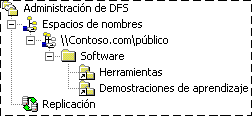 Administración de DFS
Espacios de nombres
\\Contoso.com\público
Software
Herramientas
Demostraciones de aprendizaje
Replicación